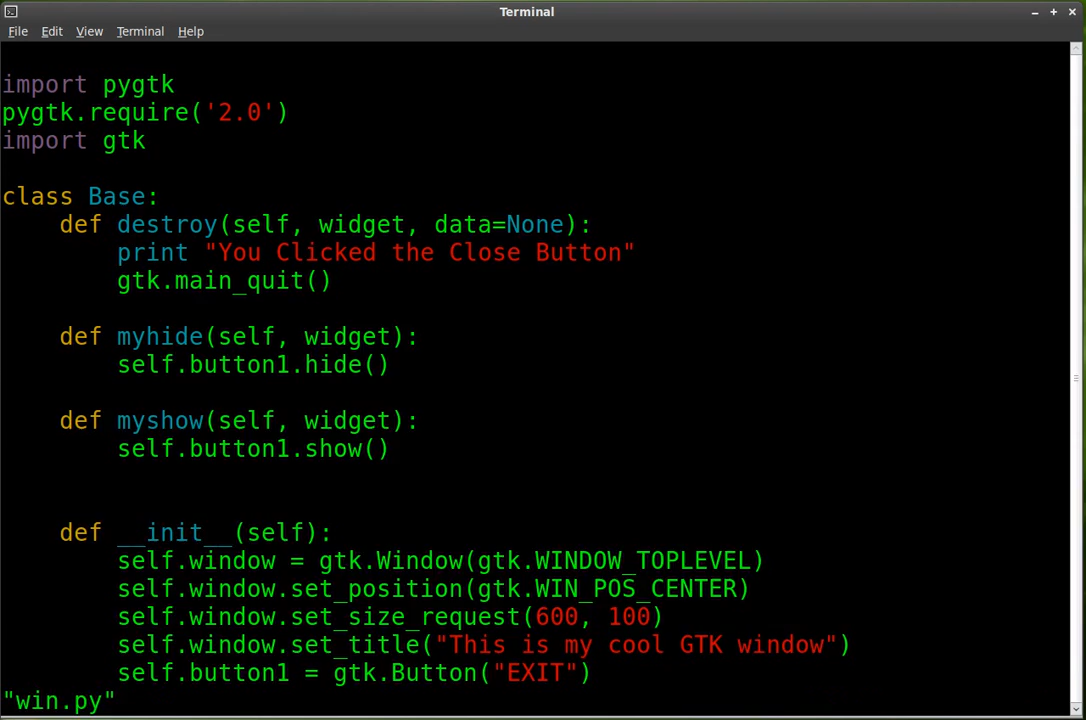 Terminal
File Edit View Terminal Help
import pygtk
pygtk.require('2.0')
import gtk
class Base:
    def destroy(self, widget, data=None):
        print "You Clicked the Close Button"
        gtk.main_quit()
    def myhide(self, widget):
        self.button1.hide()
    def myshow(self, widget):
        self.button1.show()
    def __init__(self):
        self.window = gtk.Window(gtk.WINDOW_TOPLEVEL)
        self.window.set_position(gtk.WIN_POS_CENTER)
        self.window.set_size_request(600, 100)
        self.window.set_title("This is my cool GTK window")
        self.button1 = gtk.Button("EXIT")
"win.py"